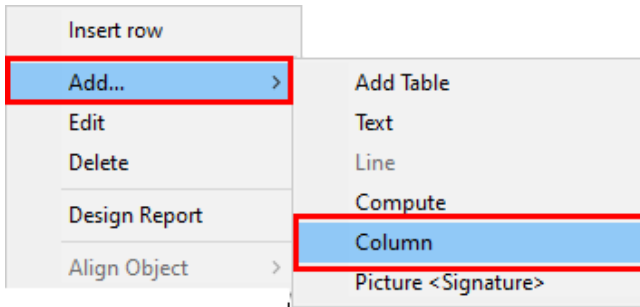 Insert row
Add...
Edit
Delete
Design Report
Align Object
Add Table
Text
Line
Compute
Column
Picture <Signature>